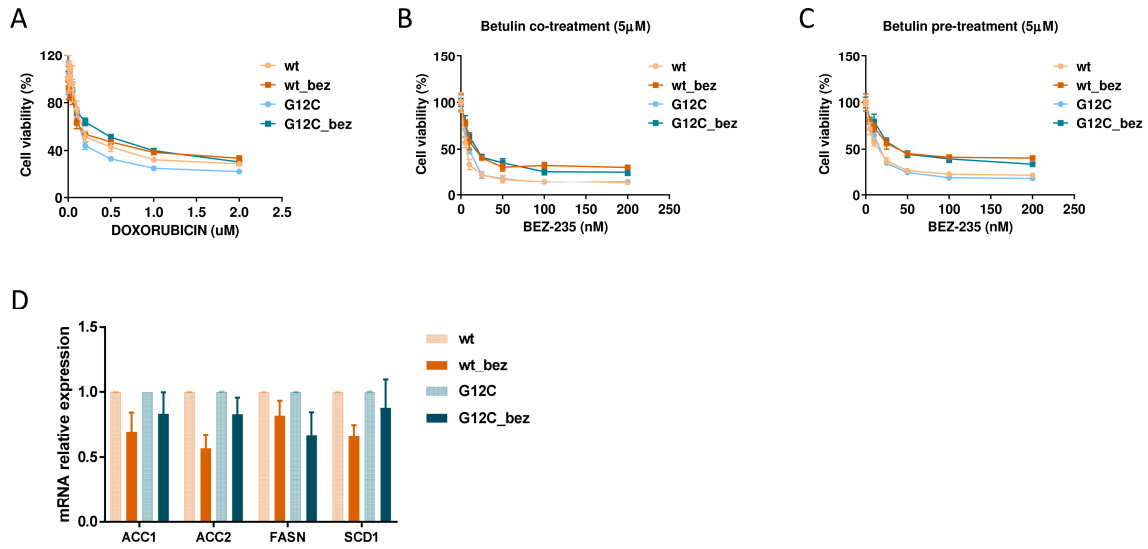 A
120
80
40
0
0.0
0.5
1.0
1.5
2.0
2.5
Cell viability (%)
DOXORUBICIN (uM)
wt
wt_bez
G12C
G12C_bez
B
Betulin co-treatment (5µM)
150
100
50
0
0
50
100
150
200
250
Cell viability (%)
BEZ-235 (nM)
wt
wt_bez
G12C
G12C_bez
C
Betulin pre-treatment (5µM)
150
100
50
0
0
50
100
150
200
250
Cell viability (%)
BEZ-235 (nM)
wt
wt_bez
G12C
G12C_bez
D
1.5
1.0
0.5
0.0
mRNA relative expression
ACC1
ACC2
FASN
SCD1
wt
wt_bez
G12C
G12C_bez